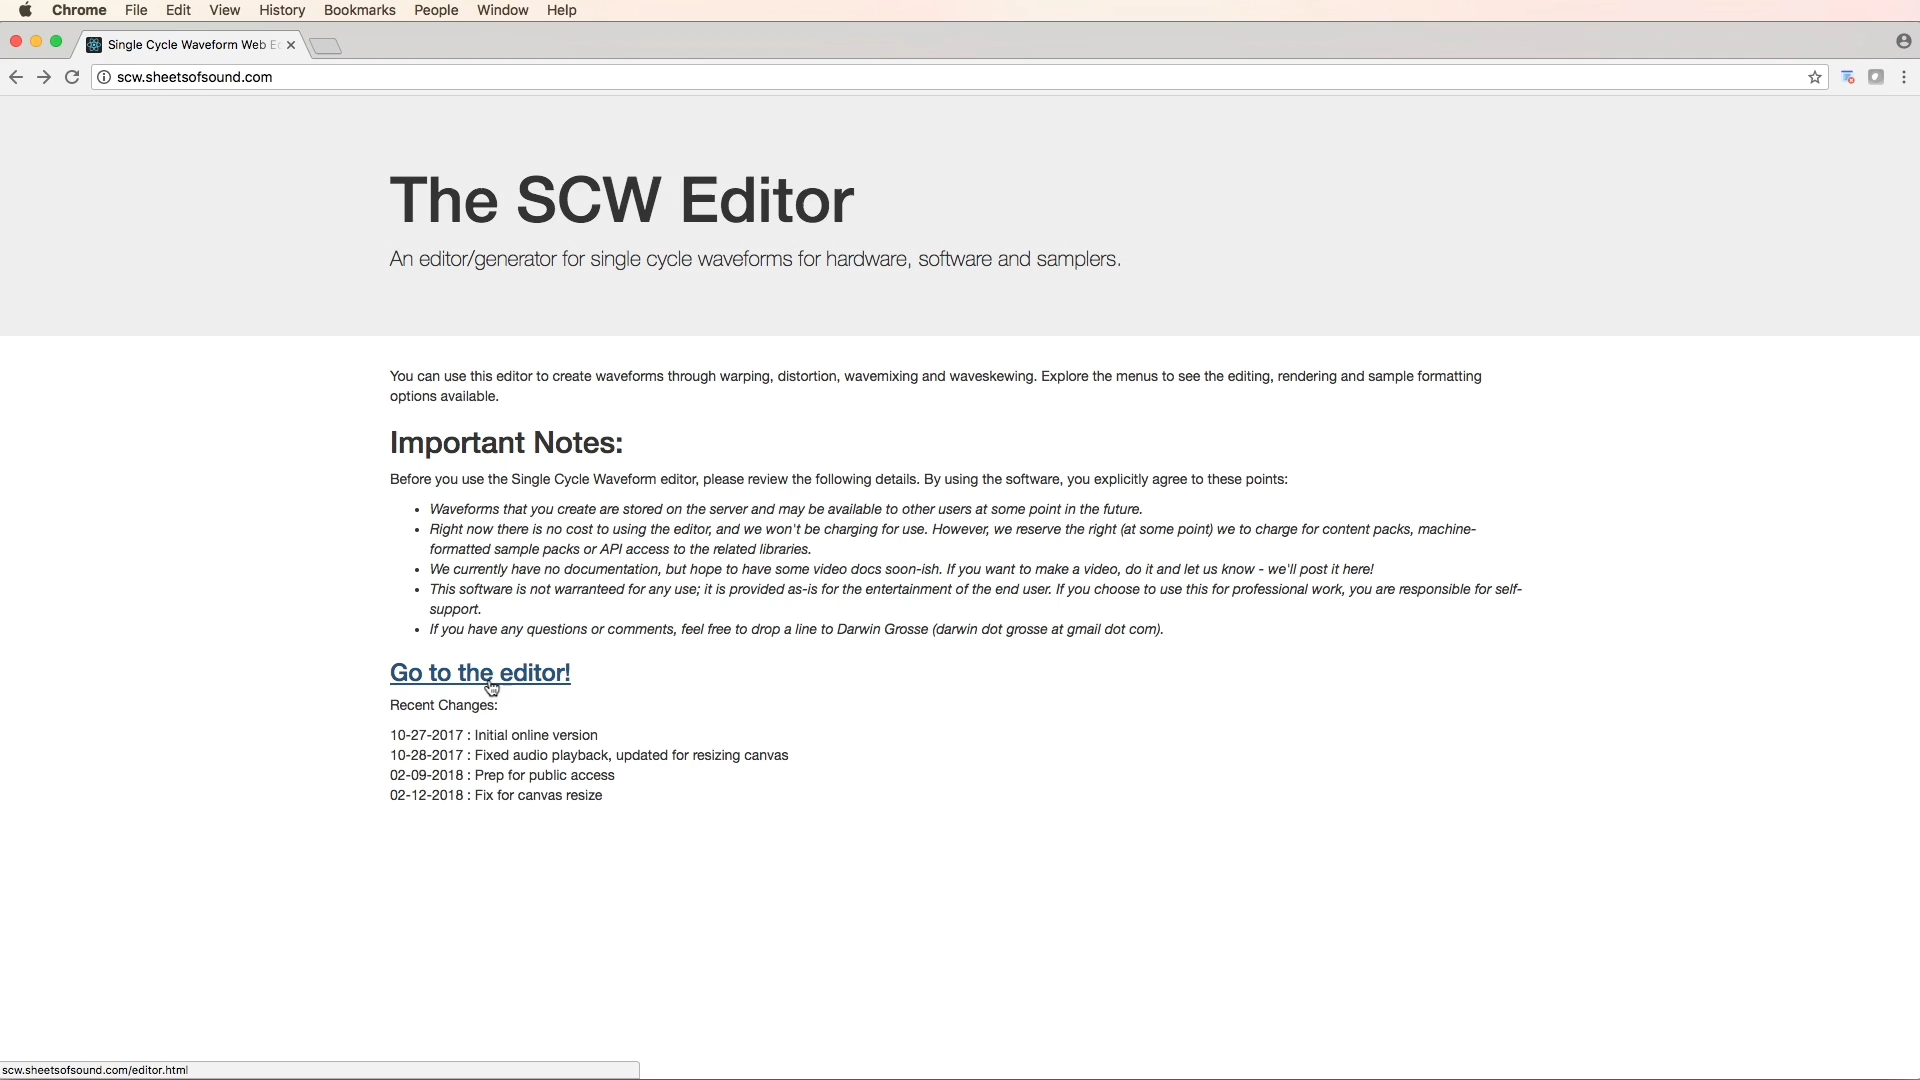 Chrome File Edit View History Bookmarks People Window Help
Single Cycle Waveform Web E
scw.sheetsofsound.com
The SCW Editor
An editor/generator for single cycle waveforms for hardware, software and samplers.
You can use this editor to create waveforms through warping, distortion, wavemixing and waveskewing. Explore the menus to see the editing, rendering and sample formatting
options available.
Important Notes:
Before you use the Single Cycle Waveform editor, please review the following details. By using the software, you explicitly agree to these points:
• Waveforms that you create are stored on the server and may be available to other users at some point in the future.
• Right now there is no cost to using the editor, and we won't be charging for use. However, we reserve the right (at some point) we to charge for content packs, machine-
formatted sample packs or API access to the related libraries.
• We currently have no documentation, but hope to have some video docs soon-ish. If you want to make a video, do it and let us know - we'll post it here!
• This software is not warranteed for any use; it is provided as-is for the entertainment of the end user. If you choose to use this for professional work, you are responsible for self-
support.
• If you have any questions or comments, feel free to drop a line to Darwin Grosse (darwin dot grosse at gmail dot com).
Go to the editor!
Recent Changes:
10-27-2017 : Initial online version
10-28-2017 : Fixed audio playback, updated for resizing canvas
02-09-2018 : Prep for public access
02-12-2018 : Fix for canvas resize
scw.sheetsofsound.com/editor.html